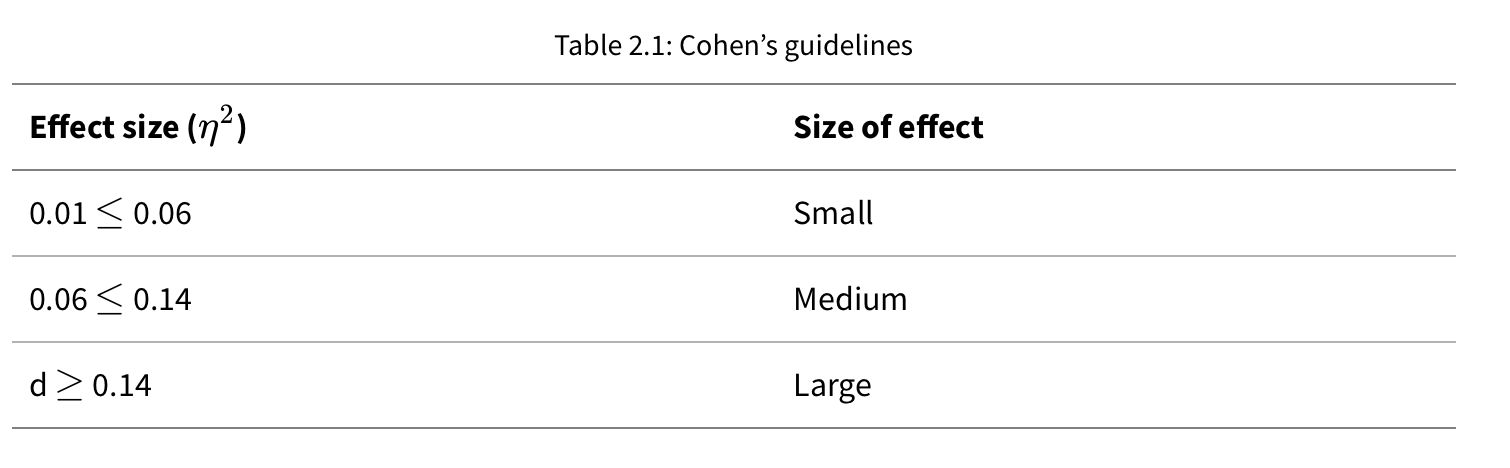 Table 2.1: Cohen’s guidelines
Effect size (η²) Size of effect
0.01 ≤ 0.06 Small
0.06 ≤ 0.14 Medium
d ≥ 0.14 Large